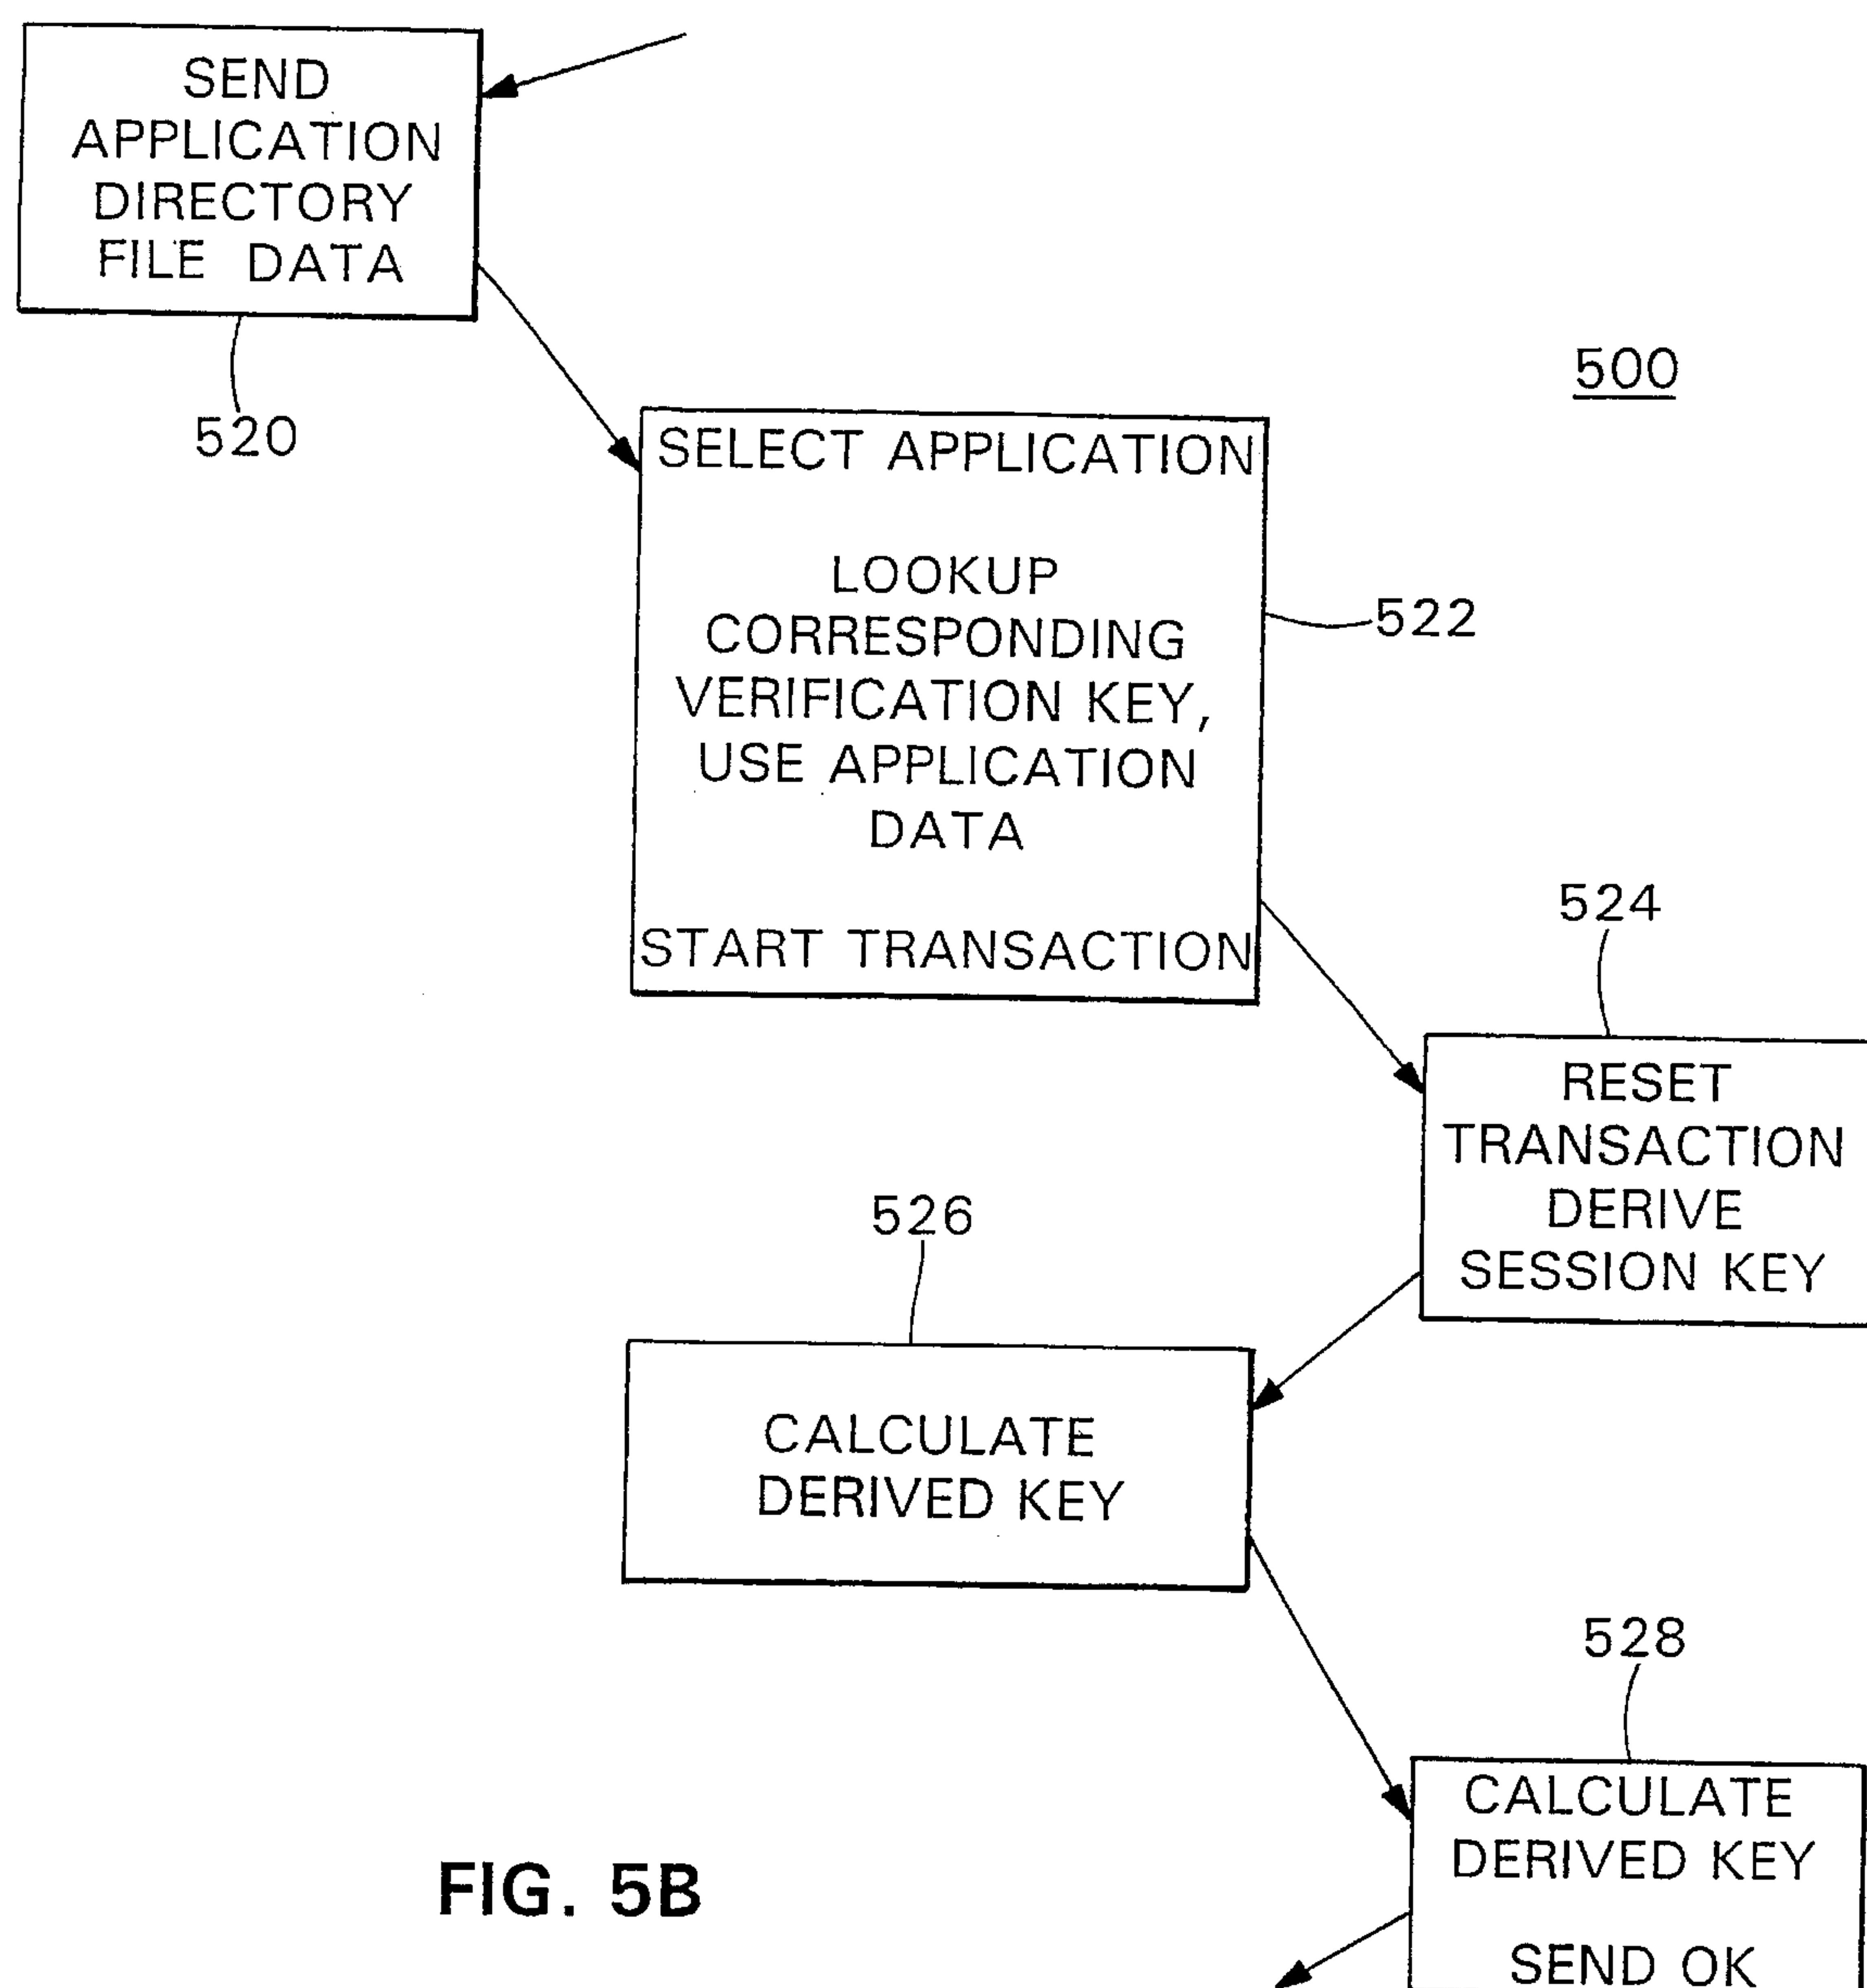 SEND
APPLICATION
DIRECTORY
FILE DATA
520
500
SELECT APPLICATION
LOOKUP
CORRESPONDING
VERIFICATION KEY,
USE APPLICATION
DATA
START TRANSACTION
522
524
RESET
TRANSACTION
DERIVE
SESSION KEY
526
CALCULATE
DERIVED KEY
528
CALCULATE
DERIVED KEY
SEND OK
FIG. 5B